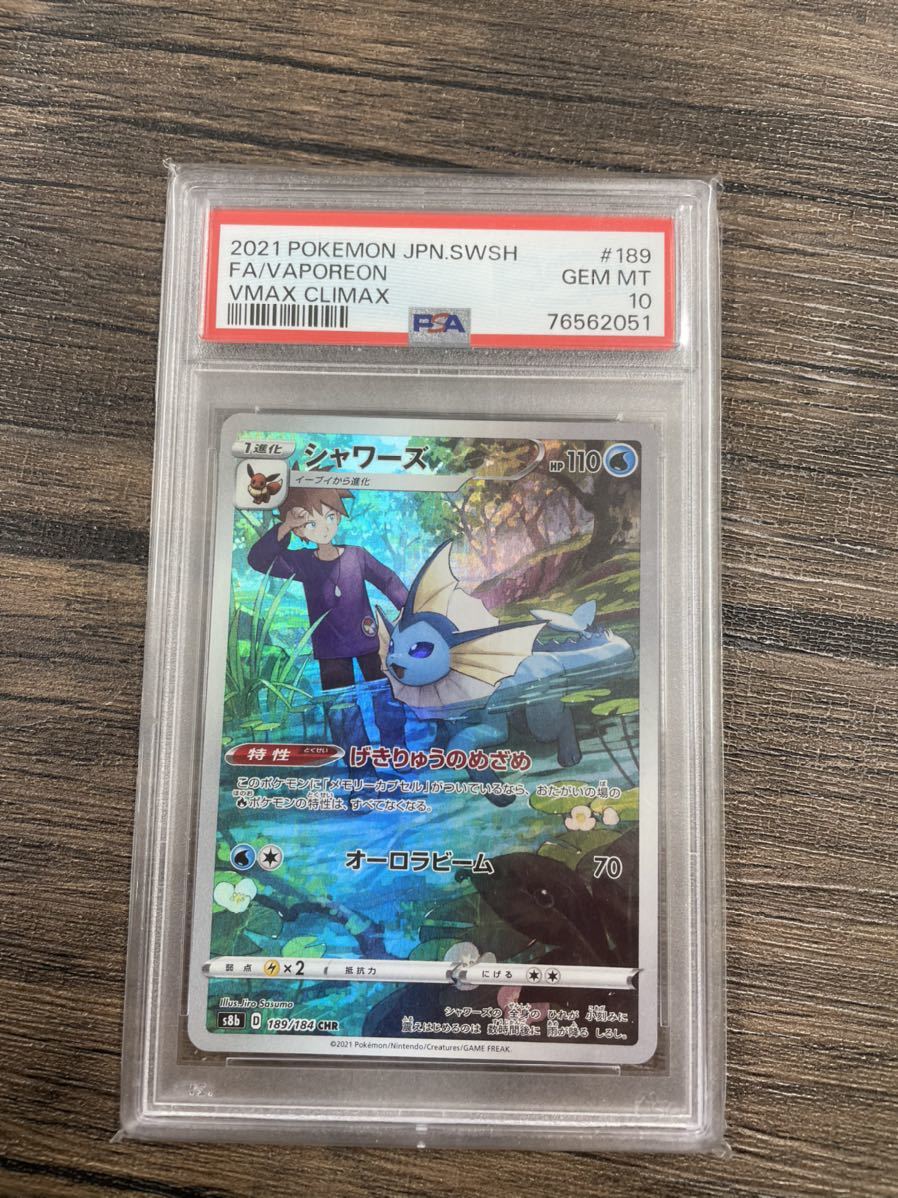 2021 POKEMON JPN.SWSH #189
FA/VAPOREON GEM MT
VMAX CLIMAX 10
PSA 76562051
1進化 シャワーズ HP 110
イーブイから進化
特性 とくせい げきりゅうのめざめ
このポケモンに「メモリーカプセル」がついているなら、おたがいの場の
ポケモンの特性は、すべてなくなる。
オーロラビーム 70
弱点 ×2 抵抗力 にげる
Illus. Jiro Sasumo
s8b D 189/184 CHR
シャワーズの 全身の ひれが 小刻みに
震えはじめるのは 数時間後に 雨が降る しるし。
©2021 Pokémon/Nintendo/Creatures/GAME FREAK.